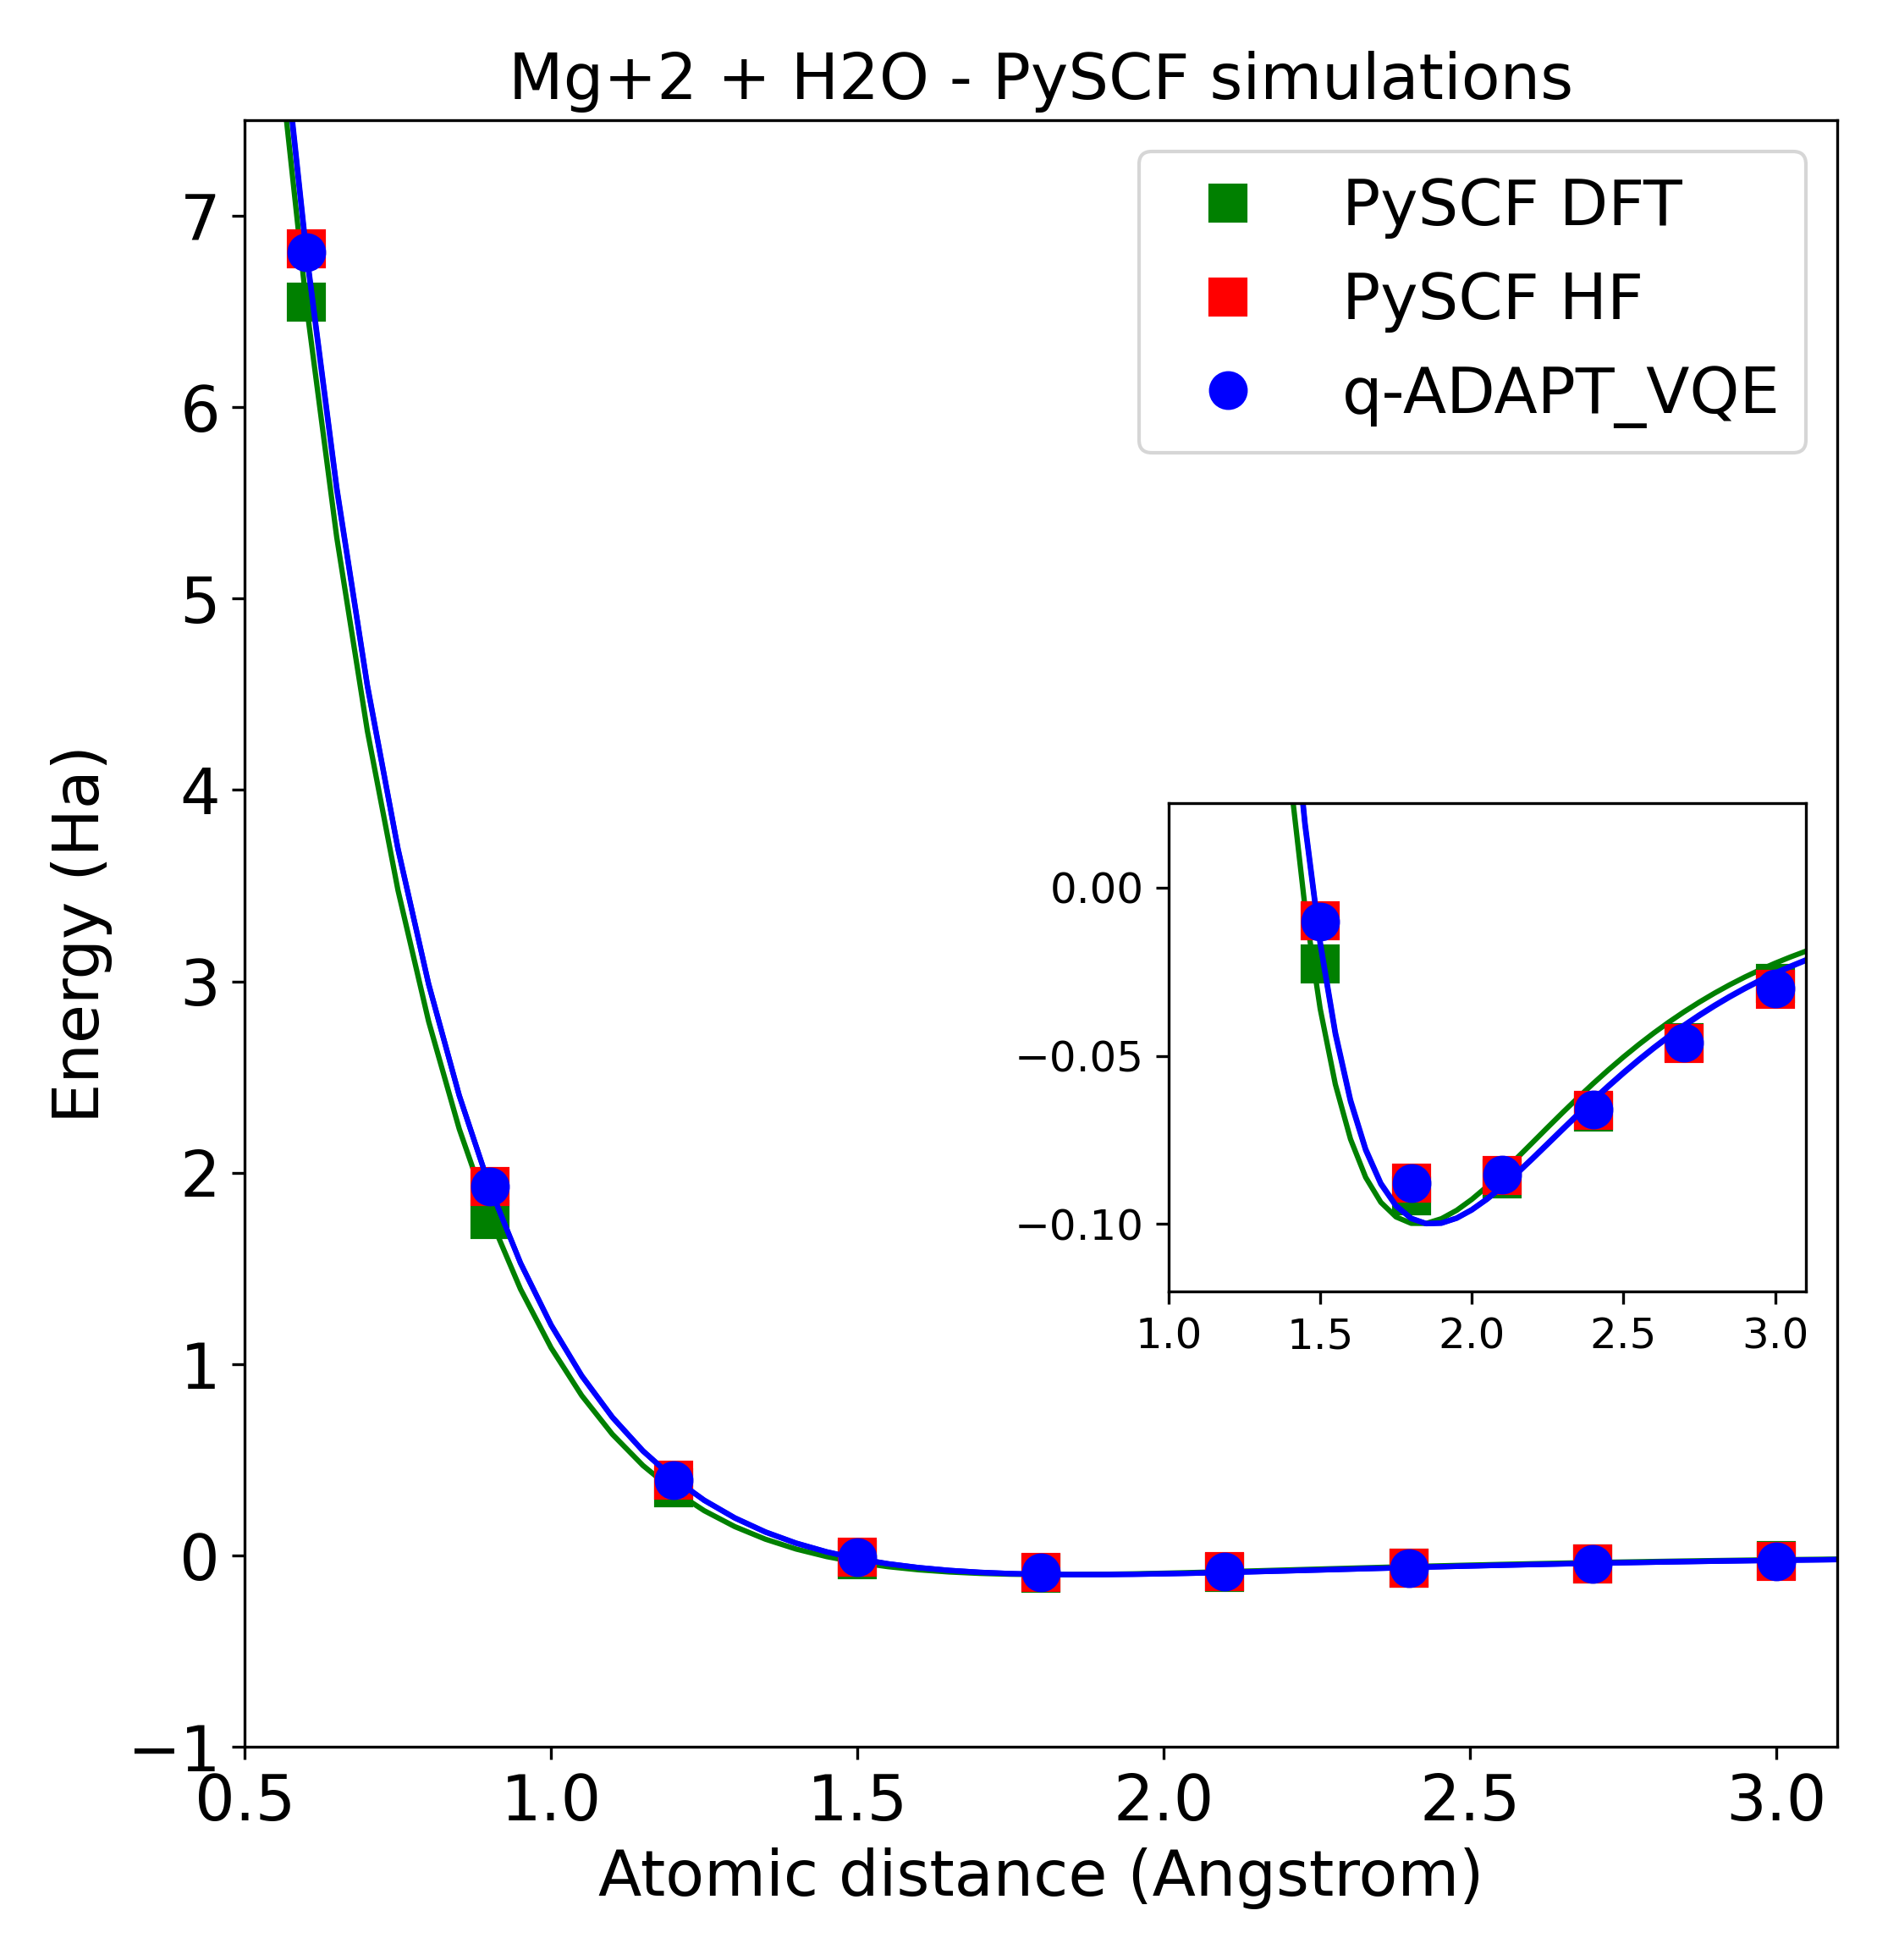 Mg+2 + H2O - PySCF simulations
PySCF DFT
PySCF HF
q-ADAPT_VQE
Energy (Ha)
7
6
5
4
3
2
1
0
−1
0.00
−0.05
−0.10
1.0 1.5 2.0 2.5 3.0
0.5 1.0 1.5 2.0 2.5 3.0
Atomic distance (Angstrom)